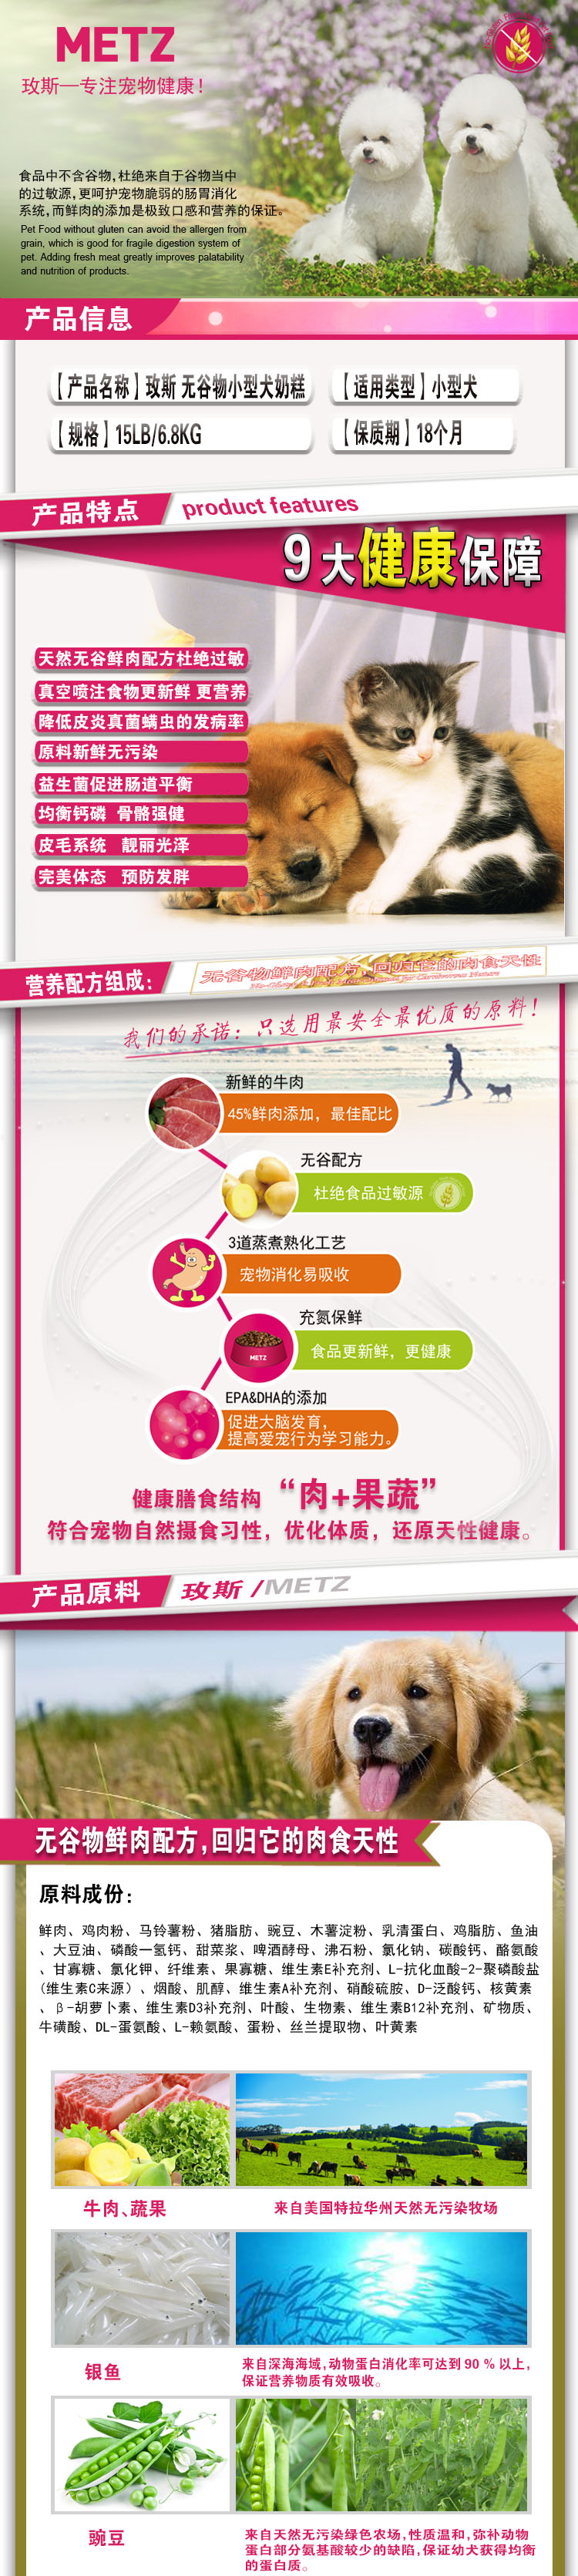 METZ
玫斯—专注宠物健康!
食品中不含谷物,杜绝来自于谷物当中
的过敏源,更呵护宠物脆弱的肠胃消化
系统,而鲜肉的添加是极致口感和营养的保证。
Pet Food without gluten can avoid the allergen from
grain, which is good for fragile digestion system of
pet. Adding fresh meat greatly improves palatability
and nutrition of products.
产品信息
【产品名称】玫斯 无谷物小型犬奶糕
【适用类型】小型犬
【规格】15LB/6.8KG
【保质期】18个月
产品特点
product features
9大健康保障
天然无谷鲜肉配方杜绝过敏
真空喷注食物更新鲜 更营养
降低皮炎真菌螨虫的发病率
原料新鲜无污染
益生菌促进肠道平衡
均衡钙磷 骨骼强健
皮毛系统 靓丽光泽
完美体态 预防发胖
营养配方组成:
无谷物鲜肉配方,回归它的肉食天性
我们的承诺:只选用最安全最优质的原料!
新鲜的牛肉
45%鲜肉添加，最佳配比
无谷配方
杜绝食品过敏源
3道蒸煮熟化工艺
宠物消化易吸收
充氮保鲜
METZ
食品更新鲜，更健康
EPA&DHA的添加
促进大脑发育,
提高爱宠行为学习能力。
健康膳食结构 “肉+果蔬”
符合宠物自然摄食习性，优化体质，还原天性健康。
产品原料
玫斯/METZ
无谷物鲜肉配方,回归它的肉食天性
原料成份:
鲜肉、鸡肉粉、马铃薯粉、猪脂肪、豌豆、木薯淀粉、乳清蛋白、鸡脂肪、鱼油
、大豆油、磷酸一氢钙、甜菜浆、啤酒酵母、沸石粉、氯化钠、碳酸钙、酪氨酸
、甘寡糖、氯化钾、纤维素、果寡糖、维生素E补充剂、L-抗化血酸-2-聚磷酸盐
(维生素C来源）、烟酸、肌醇、维生素A补充剂、硝酸硫胺、D-泛酸钙、核黄素
、β-胡萝卜素、维生素D3补充剂、叶酸、生物素、维生素B12补充剂、矿物质、
牛磺酸、DL-蛋氨酸、L-赖氨酸、蛋粉、丝兰提取物、叶黄素
牛肉、蔬果
来自美国特拉华州天然无污染牧场
银鱼
来自深海海域,动物蛋白消化率可达到 90 % 以上,
保证营养物质有效吸收。
豌豆
来自天然无污染绿色农场,性质温和,弥补动物
蛋白部分氨基酸较少的缺陷,保证幼犬获得均衡
的蛋白质。